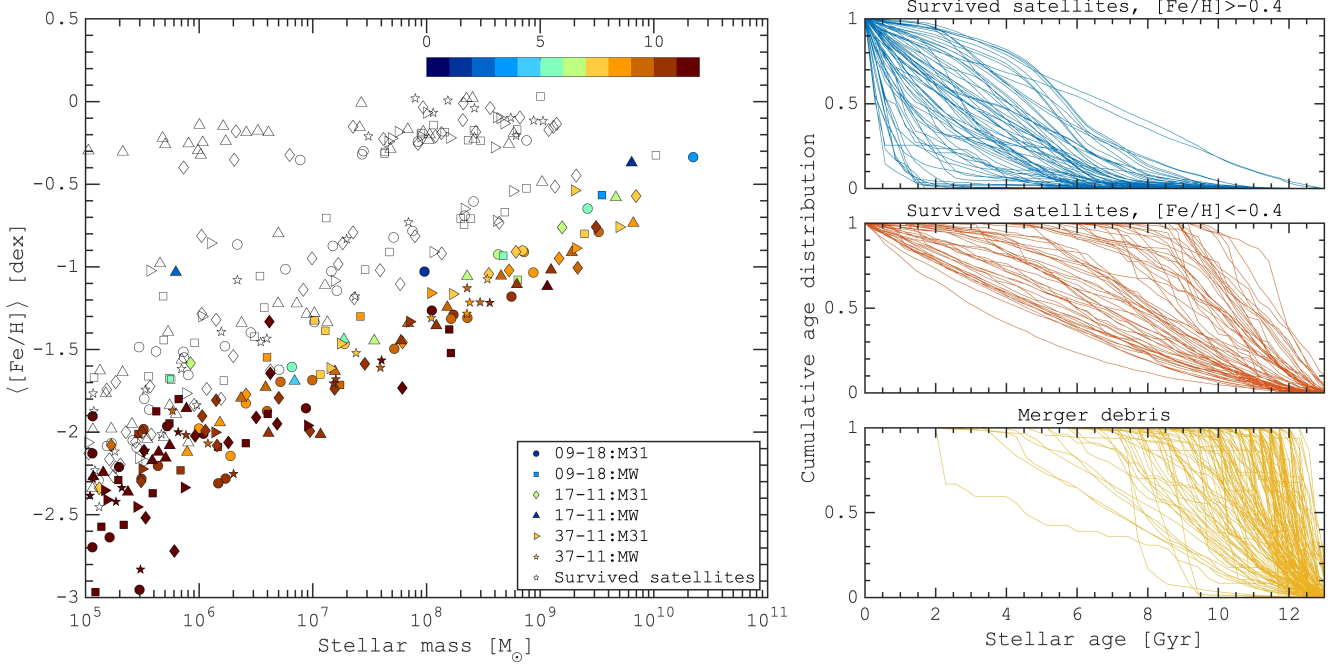 0.5
0
-0.5
-1
-1.5
-2
-2.5
-3
⟨[Fe/H]⟩ [dex]
0 5 10
09-18:M31
09-18:MW
17-11:M31
17-11:MW
37-11:M31
37-11:MW
Survived satellites
10^5 10^6 10^7 10^8 10^9 10^10 10^11
Stellar mass [M⊙]
Survived satellites, [Fe/H]>-0.4
1
0.5
0
Survived satellites, [Fe/H]<-0.4
1
0.5
0
Merger debris
1
0.5
0
Cumulative age distribution
0 2 4 6 8 10 12
Stellar age [Gyr]